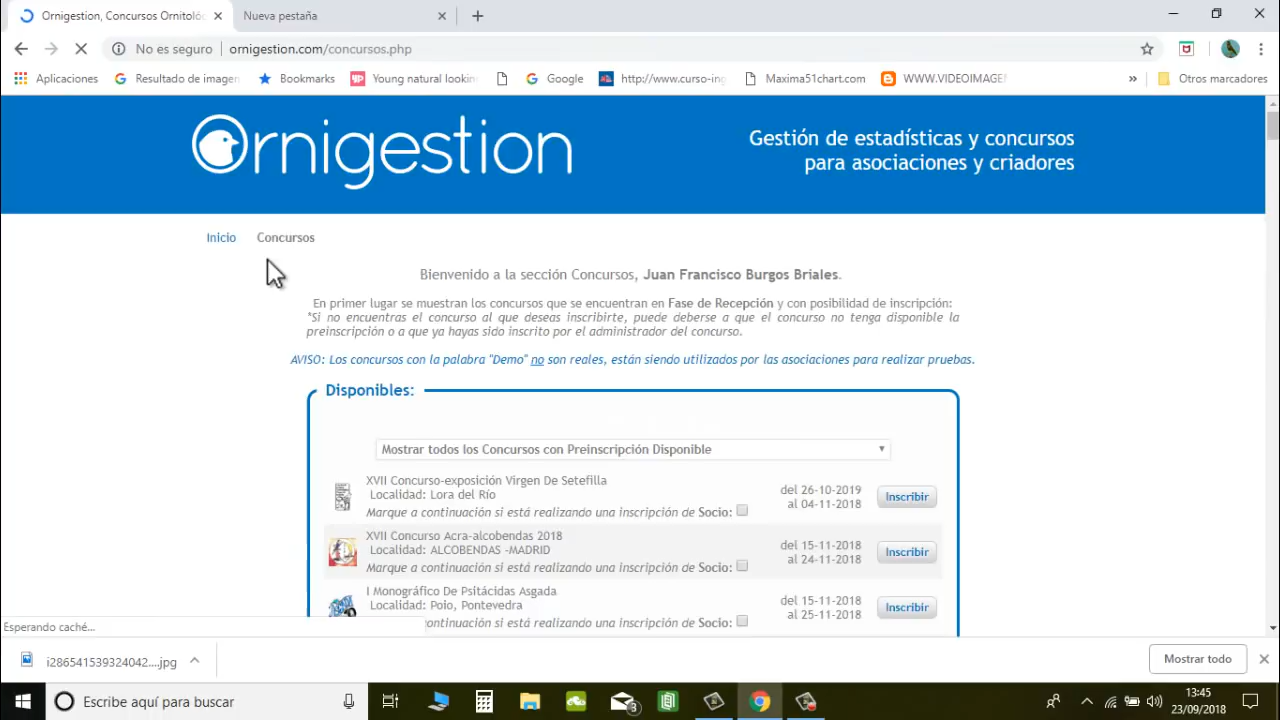 Ornigestion, Concursos Ornitológ
Nueva pestaña
No es seguro
ornigestion.com/concursos.php
Aplicaciones
Resultado de imagen
Bookmarks
Young natural lookin
Google
http://www.curso-ing
Maxima51chart.com
WWW.VIDEOIMAGEN
»
Otros marcadores
Ornigestion
Gestión de estadísticas y concursos
para asociaciones y criadores
Inicio
Concursos
Bienvenido a la sección Concursos, Juan Francisco Burgos Briales.
En primer lugar se muestran los concursos que se encuentran en Fase de Recepción y con posibilidad de inscripción:
*Si no encuentras el concurso al que deseas inscribirte, puede deberse a que el concurso no tenga disponible la
preinscripción o a que ya hayas sido inscrito por el administrador del concurso.
AVISO: Los concursos con la palabra "Demo" no son reales, están siendo utilizados por las asociaciones para realizar pruebas.
Disponibles:
Mostrar todos los Concursos con Preinscripción Disponible
XVII Concurso-exposición Virgen De Setefilla
Localidad: Lora del Río
Marque a continuación si está realizando una inscripción de Socio:
del 26-10-2019
al 04-11-2018
Inscribir
XVII Concurso Acra-alcobendas 2018
Localidad: ALCOBENDAS -MADRID
Marque a continuación si está realizando una inscripción de Socio:
del 15-11-2018
al 24-11-2018
Inscribir
I Monográfico De Psitácidas Asgada
Localidad: Poio, Pontevedra
continuación si está realizando una inscripción de Socio:
del 15-11-2018
al 25-11-2018
Inscribir
Esperando caché...
i286541539324042....jpg
Mostrar todo
Escribe aquí para buscar
3
13:45
23/09/2018